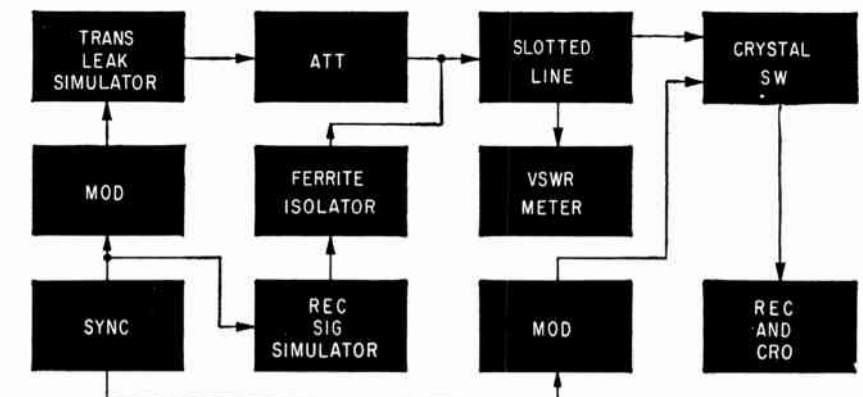 TRANS
LEAK
SIMULATOR
ATT
SLOTTED
LINE
CRYSTAL
SW
MOD
FERRITE
ISOLATOR
VSWR
METER
SYNC
REC
SIG
SIMULATOR
MOD
REC
AND
CRO